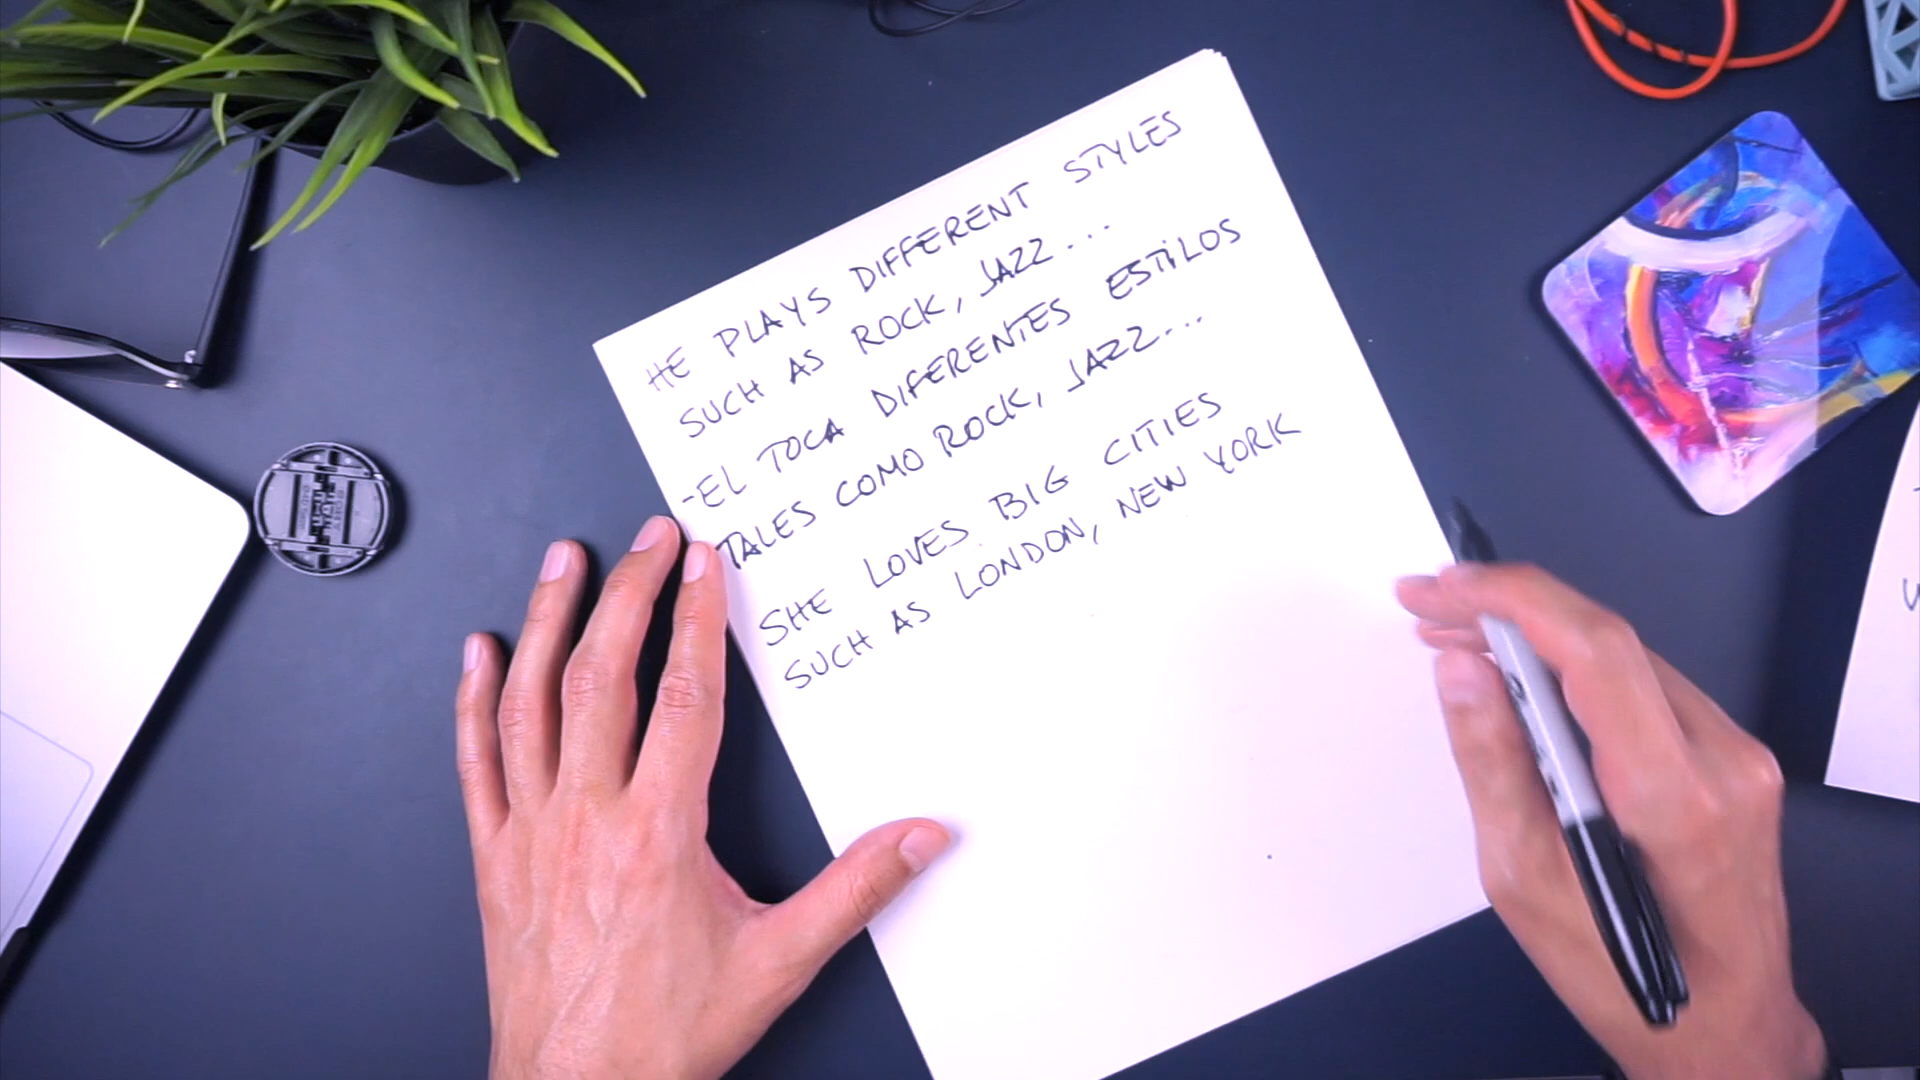 HE PLAYS DIFFERENT STYLES
SUCH AS ROCK, JAZZ...
-EL TOCA DIFERENTES ESTILOS
TALES COMO ROCK, JAZZ...
SHE LOVES BIG CITIES
SUCH AS LONDON, NEW YORK